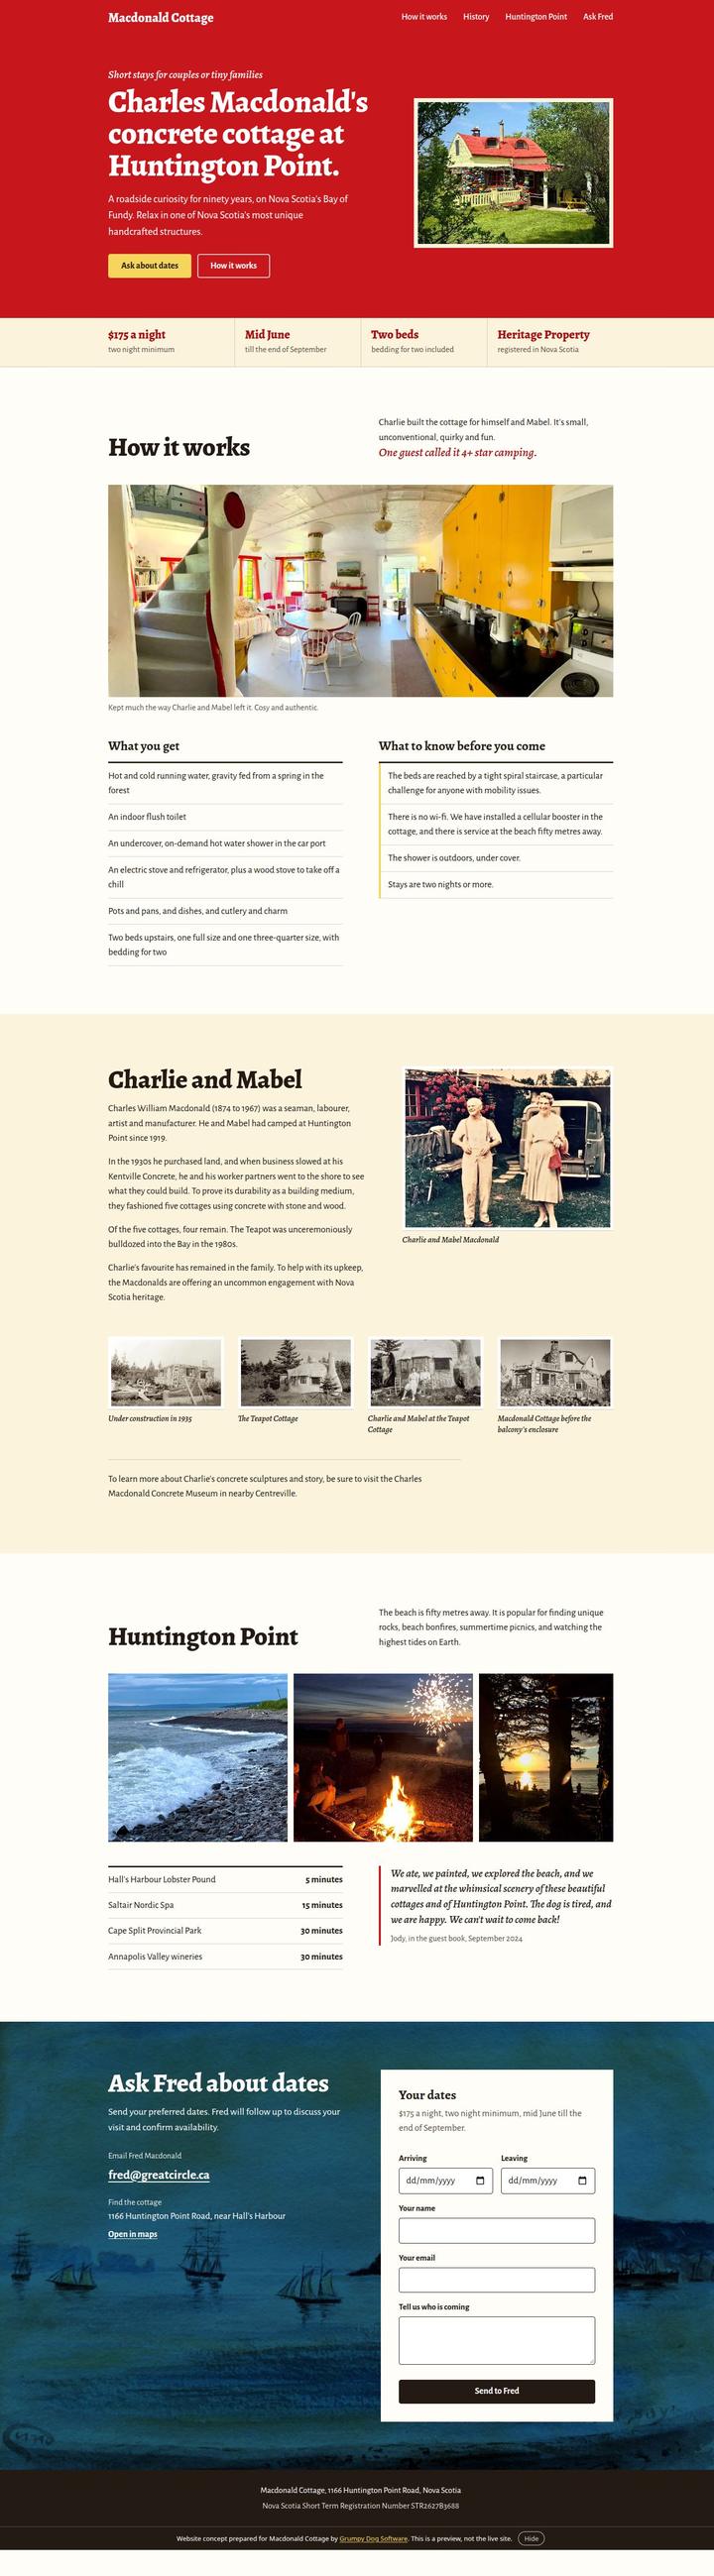 Macdonald Cottage
How it works
History
Huntington Point
Ask Fred
Short stays for couples or tiny families
Charles Macdonald's
concrete cottage at
Huntington Point.
A roadside curiosity for ninety years, on Nova Scotia's Bay of
Fundy. Relax in one of Nova Scotia's most unique
handcrafted structures.
Ask about dates
How it works
$175 a night
two night minimum
Mid June
till the end of September
Two beds
bedding for two included
Heritage Property
registered in Nova Scotia
How it works
Charlie built the cottage for himself and Mabel. It's small,
unconventional, quirky and fun.
One guest called it 4+ star camping.
Kept much the way Charlie and Mabel left it. Cosy and authentic.
What you get
Hot and cold running water, gravity fed from a spring in the
forest
An indoor flush toilet
An undercover, on-demand hot water shower in the car port
An electric stove and refrigerator, plus a wood stove to take off a
chill
Pots and pans, and dishes, and cutlery and charm
Two beds upstairs, one full size and one three-quarter size, with
bedding for two
What to know before you come
The beds are reached by a tight spiral staircase, a particular
challenge for anyone with mobility issues.
There is no wi-fi. We have installed a cellular booster in the
cottage, and there is service at the beach fifty metres away.
The shower is outdoors, under cover.
Stays are two nights or more.
Charlie and Mabel
Charles William Macdonald (1874 to 1967) was a seaman, labourer,
artist and manufacturer. He and Mabel had camped at Huntington
Point since 1919.
In the 1930s he purchased land, and when business slowed at his
Kentville Concrete, he and his worker partners went to the shore to see
what they could build. To prove its durability as a building medium,
they fashioned five cottages using concrete with stone and wood.
Of the five cottages, four remain. The Teapot was unceremoniously
bulldozed into the Bay in the 1980s.
Charlie's favourite has remained in the family. To help with its upkeep,
the Macdonalds are offering an uncommon engagement with Nova
Scotia heritage.
Charlie and Mabel Macdonald
Under construction in 1935
The Teapot Cottage
Charlie and Mabel at the Teapot
Cottage
Macdonald Cottage before the
balcony's enclosure
To learn more about Charlie's concrete sculptures and story, be sure to visit the Charles
Macdonald Concrete Museum in nearby Centreville.
Huntington Point
The beach is fifty metres away. It is popular for finding unique
rocks, beach bonfires, summertime picnics, and watching the
highest tides on Earth.
Hall's Harbour Lobster Pound 5 minutes
Saltair Nordic Spa 15 minutes
Cape Split Provincial Park 30 minutes
Annapolis Valley wineries 30 minutes
We ate, we painted, we explored the beach, and we
marvelled at the whimsical scenery of these beautiful
cottages and of Huntington Point. The dog is tired, and
we are happy. We can't wait to come back!
Jody, in the guest book, September 2024
Ask Fred about dates
Send your preferred dates. Fred will follow up to discuss your
visit and confirm availability.
Email Fred Macdonald
fred@greatcircle.ca
Find the cottage
1166 Huntington Point Road, near Hall's Harbour
Open in maps
Your dates
$175 a night, two night minimum, mid June till the
end of September.
Arriving
Leaving
dd/mm/yyyy
dd/mm/yyyy
Your name
Your email
Tell us who is coming
Send to Fred
Macdonald Cottage, 1166 Huntington Point Road, Nova Scotia
Nova Scotia Short Term Registration Number STR2627B3688
Website concept prepared for Macdonald Cottage by Grumpy Dog Software. This is a preview, not the live site.
Hide